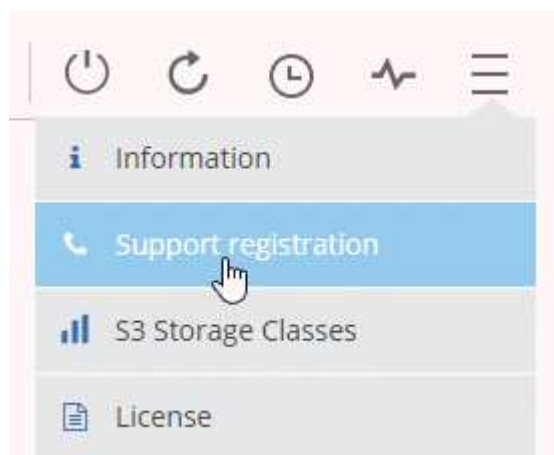 Information
Support registration
S3 Storage Classes
License